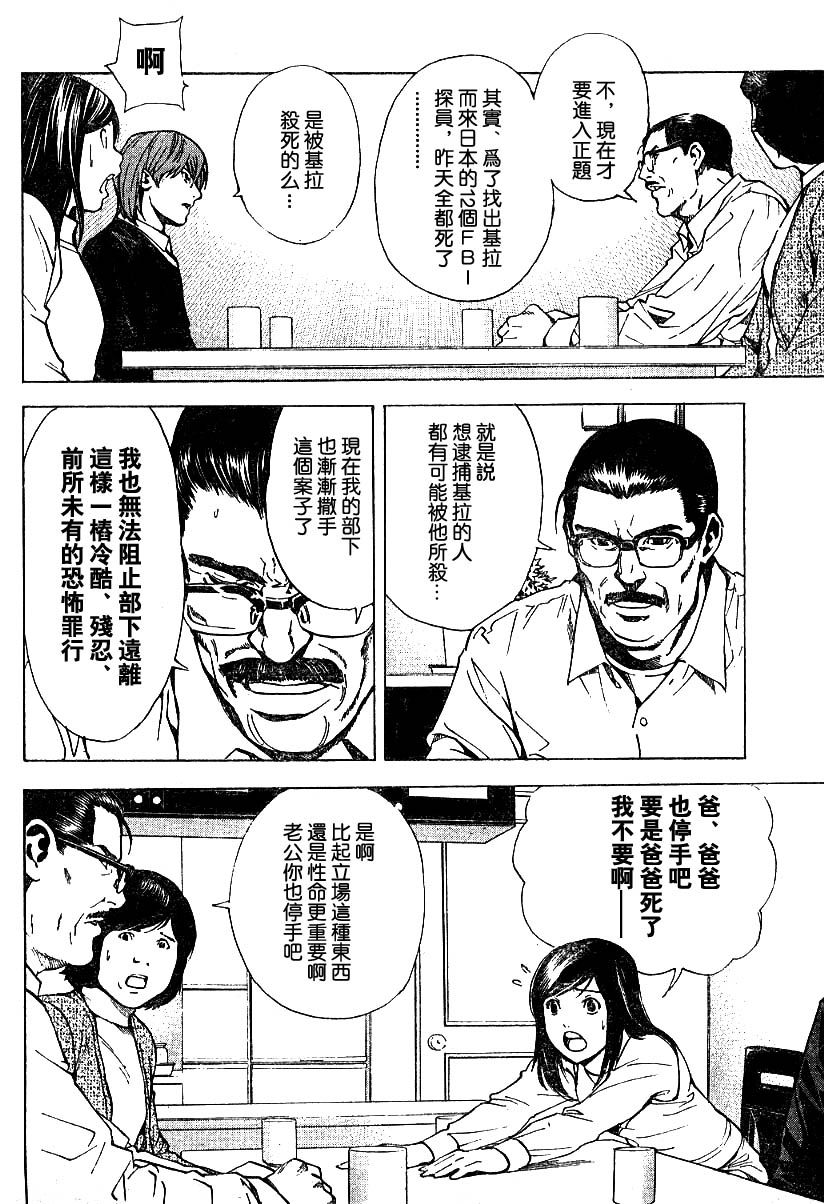 不，現在才
要進入正題
其實、爲了找出基拉
而來日本的12個FBI
探員，昨天全都死了
…………
是被基拉
殺死的么…
啊
就是説
想逮捕基拉的人
都有可能被他所殺…
現在我的部下
也漸漸撒手
這個案子了
我也無法阻止部下遠離
這樣一樁冷酷、殘忍、
前所未有的恐怖罪行
爸、爸爸
也停手吧
要是爸爸死了
我不要啊——
是啊
比起立場這種東西
還是性命更重要啊
老公你也停手吧